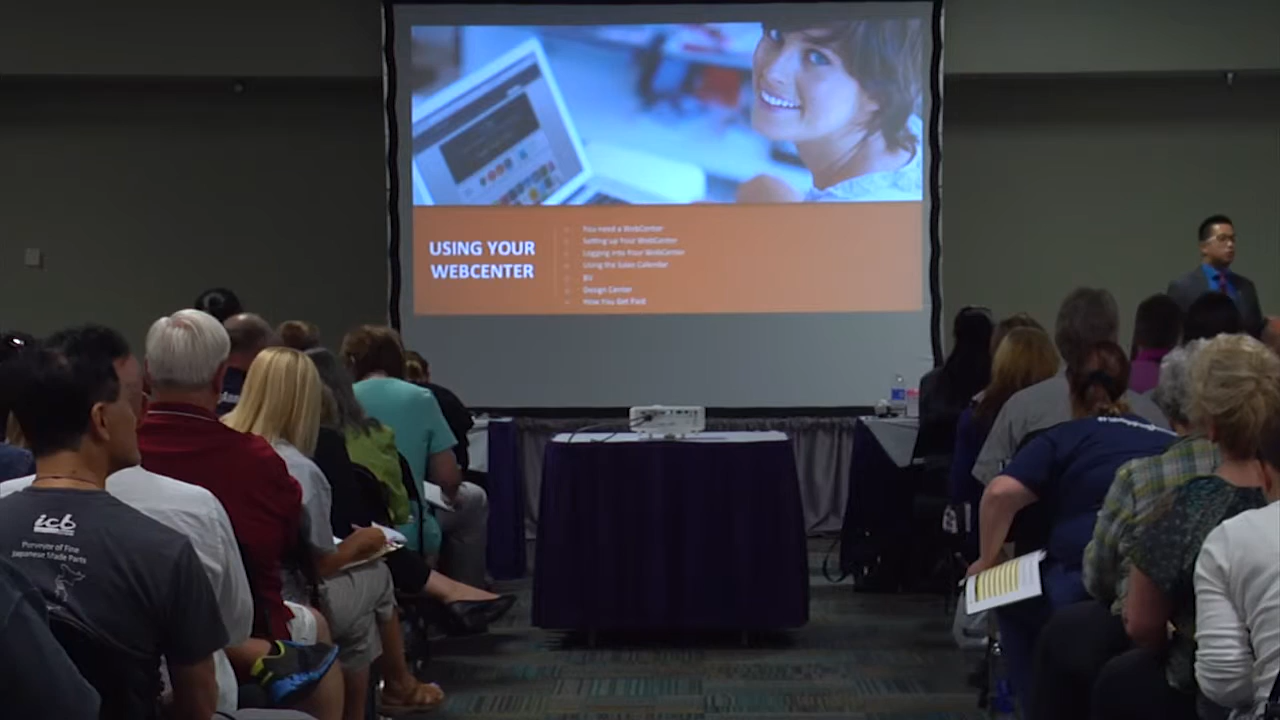 USING YOUR
WEBCENTER
You need a WebCenter
Setting up Your WebCenter
Logging into Your WebCenter
Using the Sales Calendar
BV
Design Center
How You Get Paid
icb
Purveyor of Fine
Japanese Made Parts